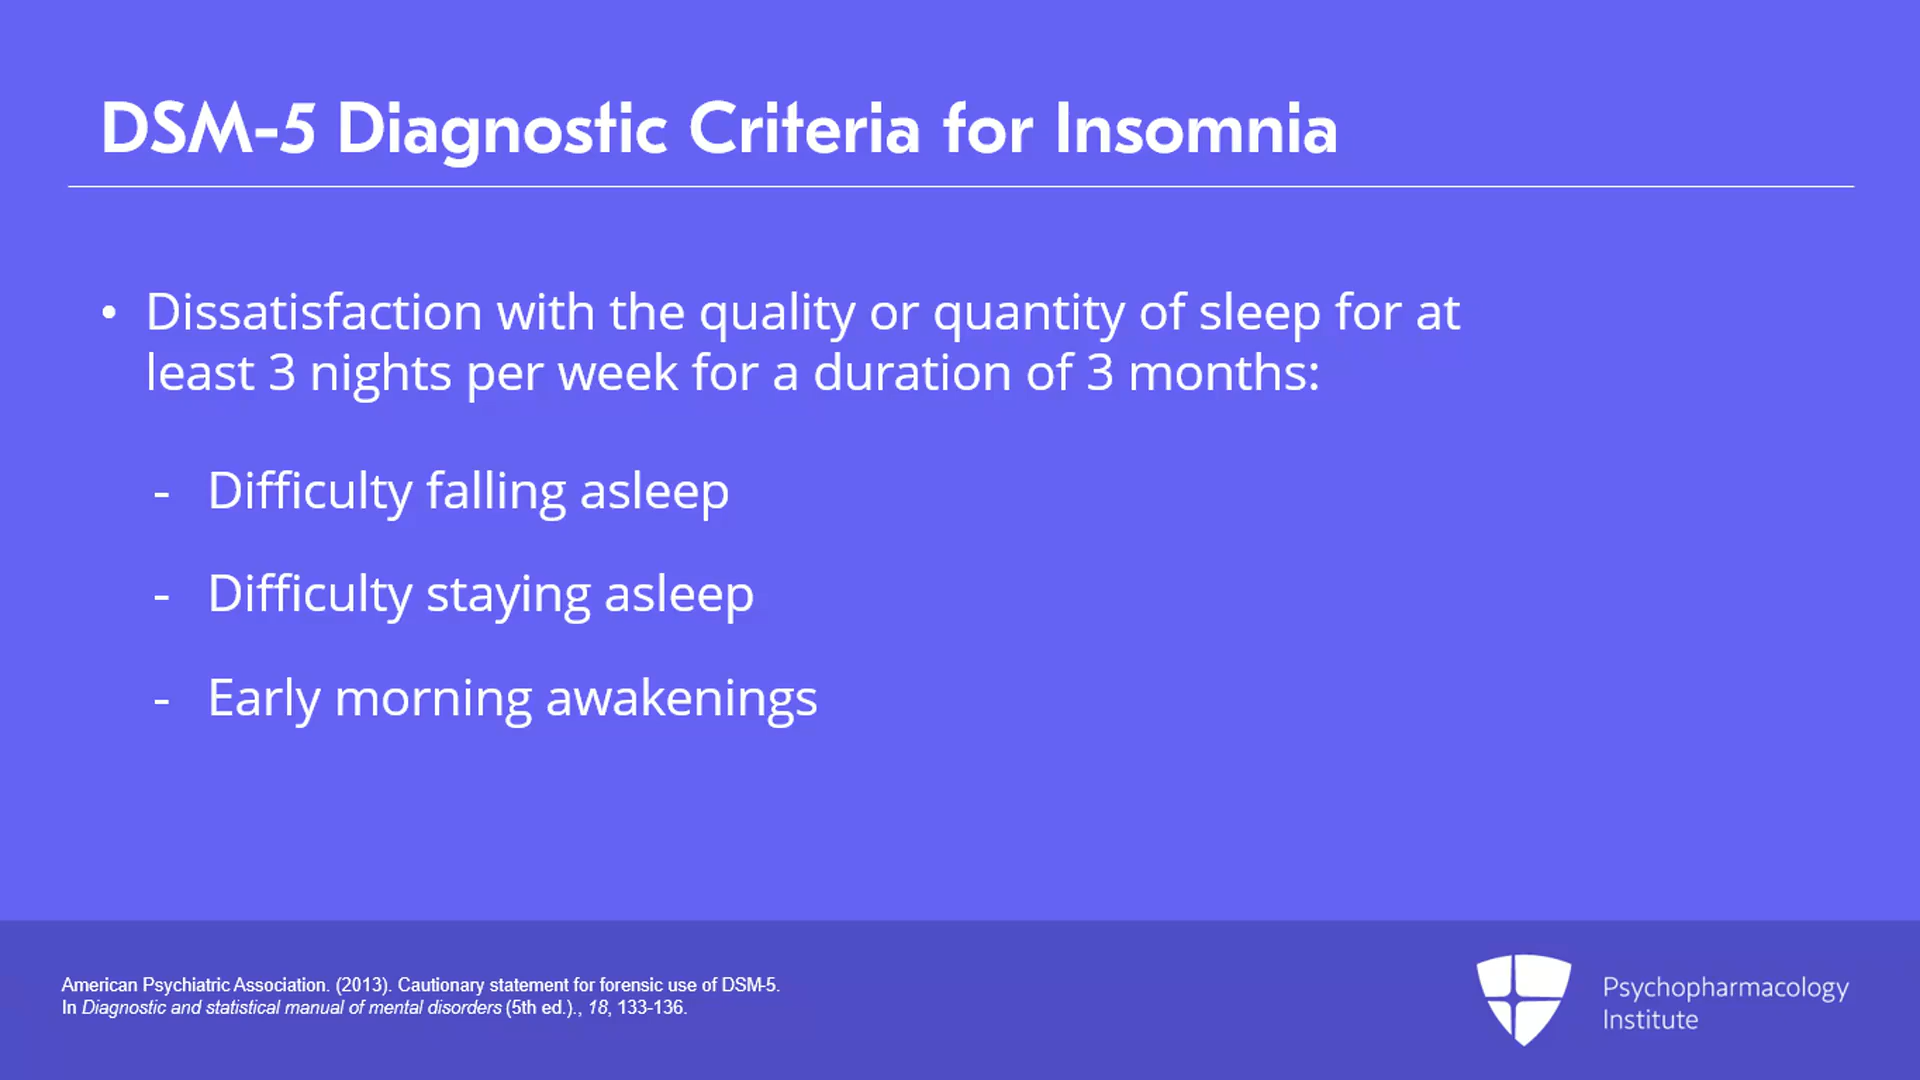 DSM-5 Diagnostic Criteria for Insomnia
• Dissatisfaction with the quality or quantity of sleep for at
least 3 nights per week for a duration of 3 months:
- Difficulty falling asleep
- Difficulty staying asleep
- Early morning awakenings
American Psychiatric Association. (2013). Cautionary statement for forensic use of DSM-5.
In Diagnostic and statistical manual of mental disorders (5th ed.)., 18, 133-136.
Psychopharmacology
Institute